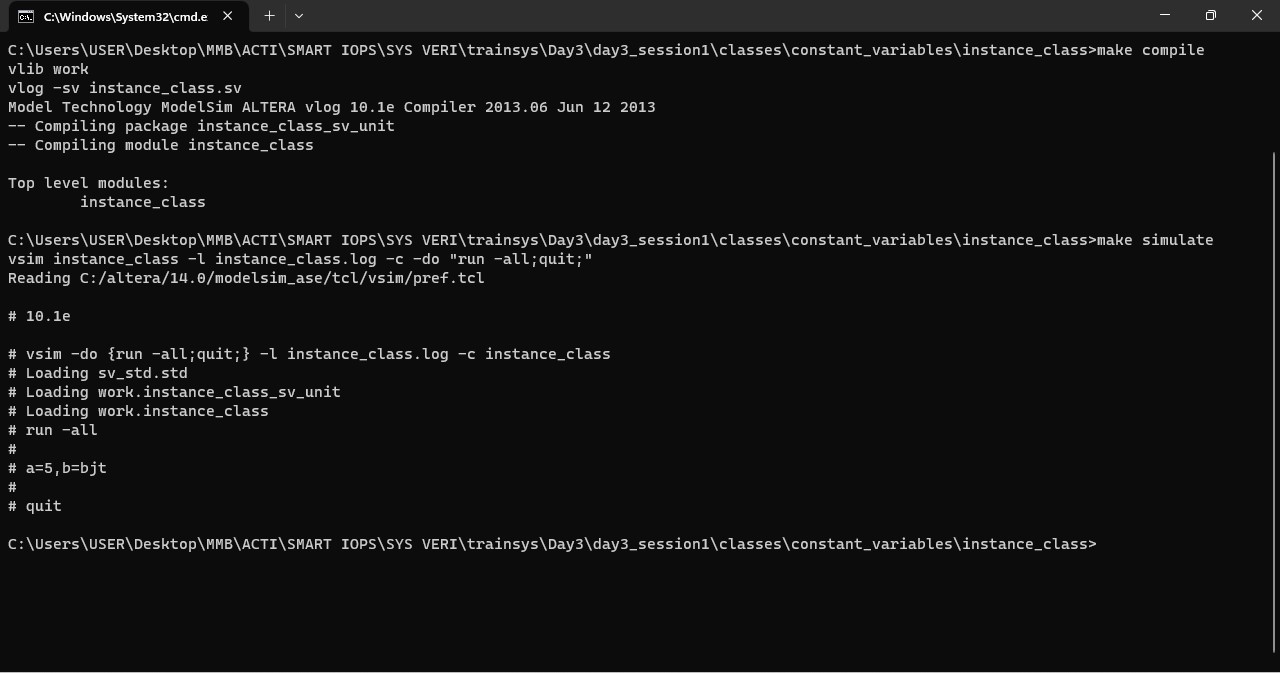 C:\Windows\System32\cmd.e
C:\Users\USER\Desktop\MMB\ACTI\SMART IOPS\SYS VERI\trainsys\Day3\day3_session1\classes\constant_variables\instance_class>make compile
vlib work
vlog -sv instance_class.sv
Model Technology ModelSim ALTERA vlog 10.1e Compiler 2013.06 Jun 12 2013
-- Compiling package instance_class_sv_unit
-- Compiling module instance_class
Top level modules:
instance_class
C:\Users\USER\Desktop\MMB\ACTI\SMART IOPS\SYS VERI\trainsys\Day3\day3_session1\classes\constant_variables\instance_class>make simulate
vsim instance_class -l instance_class.log -c -do "run -all;quit;"
Reading C:/altera/14.0/modelsim_ase/tcl/vsim/pref.tcl
# 10.1e
# vsim -do {run -all;quit;} -l instance_class.log -c instance_class
# Loading sv_std.std
# Loading work.instance_class_sv_unit
# Loading work.instance_class
# run -all
#
# a=5,b=bjt
#
# quit
C:\Users\USER\Desktop\MMB\ACTI\SMART IOPS\SYS VERI\trainsys\Day3\day3_session1\classes\constant_variables\instance_class>